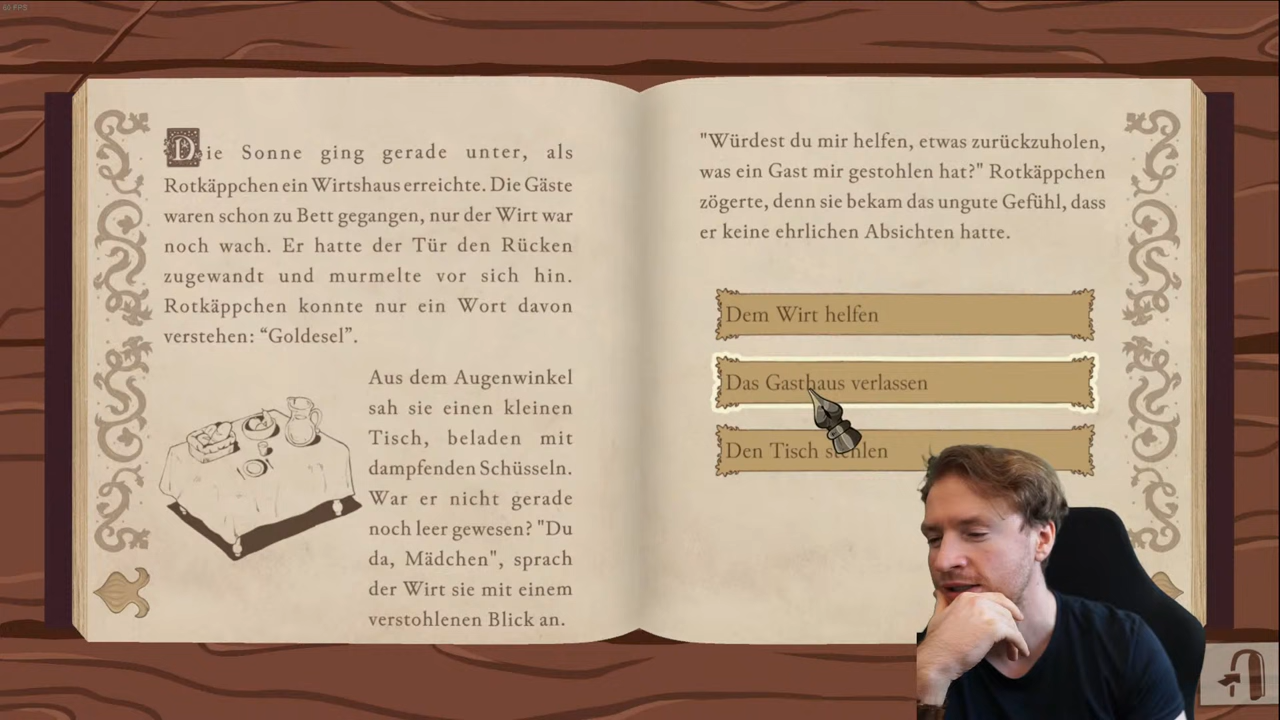 60 FPS
Die Sonne ging gerade unter, als
Rotkäppchen ein Wirtshaus erreichte. Die Gäste
waren schon zu Bett gegangen, nur der Wirt war
noch wach. Er hatte der Tür den Rücken
zugewandt und murmelte vor sich hin.
Rotkäppchen konnte nur ein Wort davon
verstehen: “Goldesel”.
Aus dem Augenwinkel
sah sie einen kleinen
Tisch, beladen mit
dampfenden Schüsseln.
War er nicht gerade
noch leer gewesen? "Du
da, Mädchen", sprach
der Wirt sie mit einem
verstohlenen Blick an.
"Würdest du mir helfen, etwas zurückzuholen,
was ein Gast mir gestohlen hat?" Rotkäppchen
zögerte, denn sie bekam das ungute Gefühl, dass
er keine ehrlichen Absichten hatte.
Dem Wirt helfen
Das Gasthaus verlassen
Den Tisch stehlen